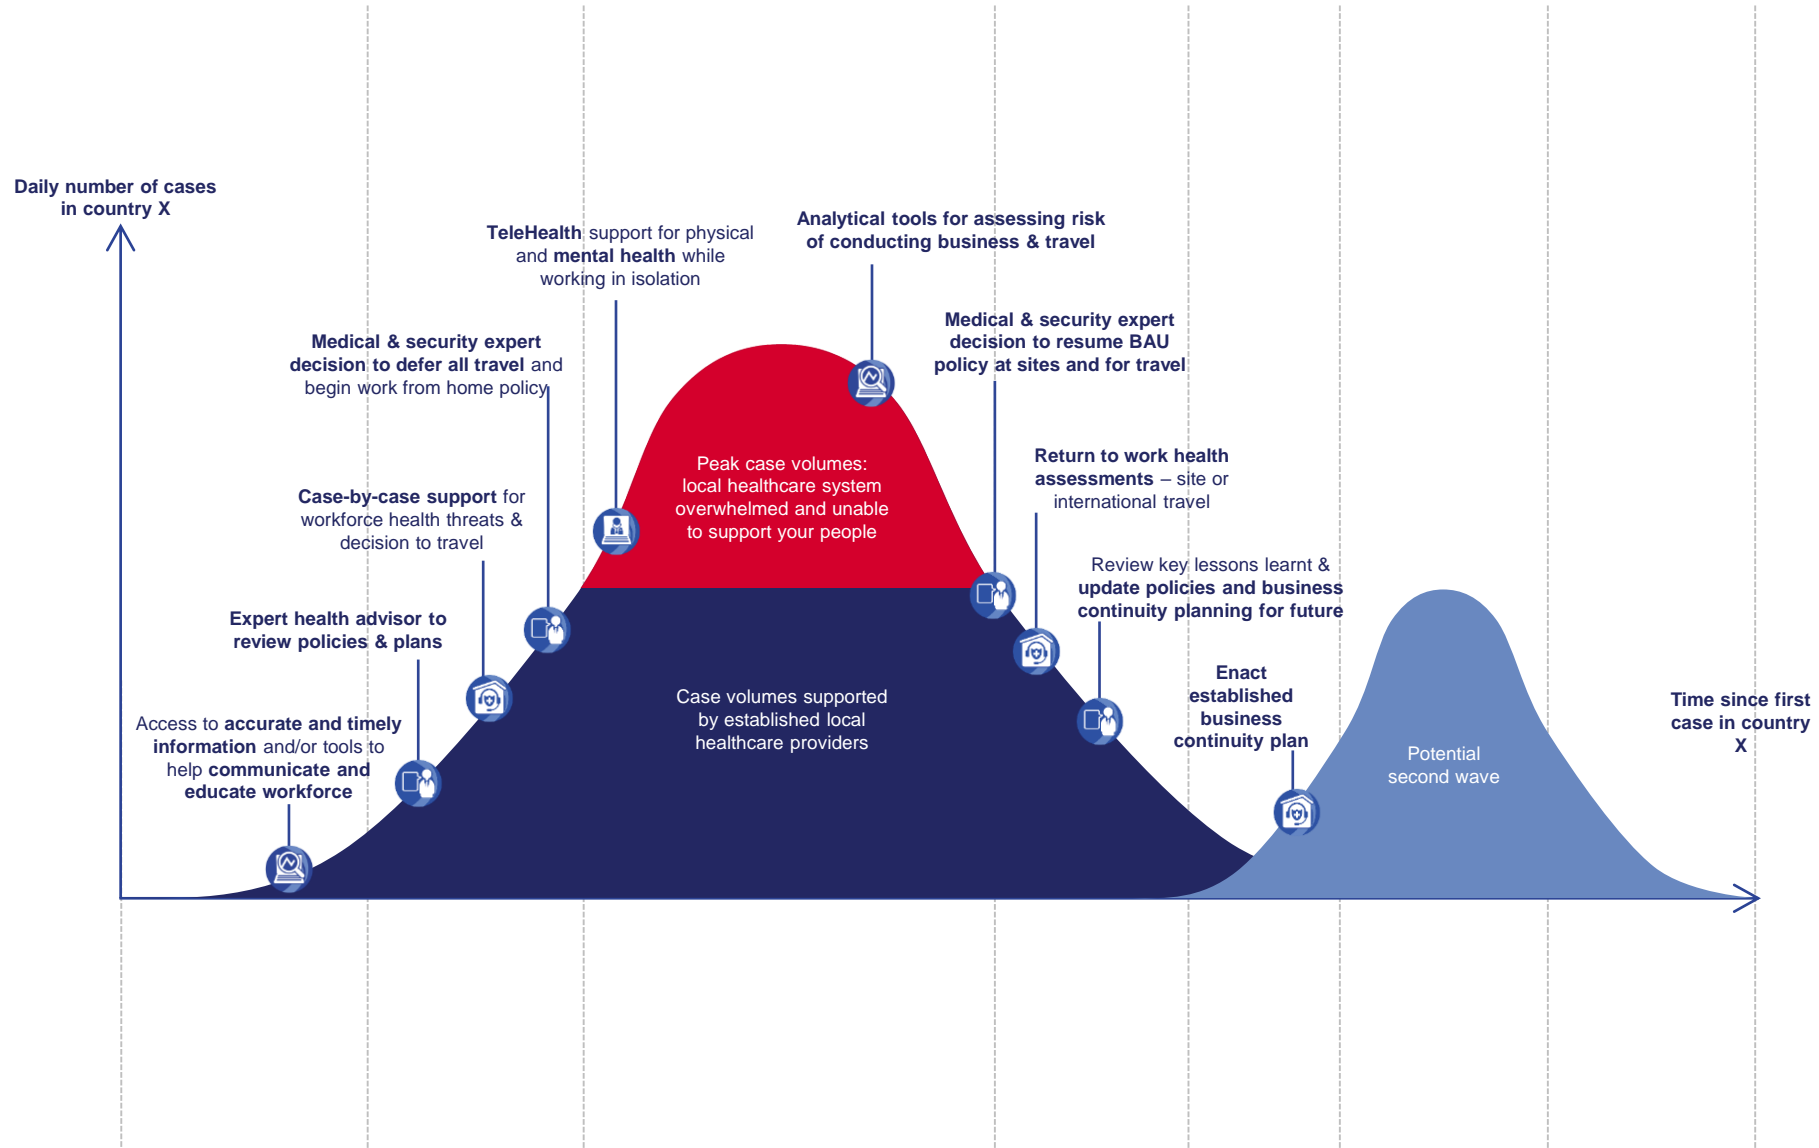 Daily number of cases
in country X
TeleHealth support for physical
and mental health while
working in isolation
Analytical tools for assessing risk
of conducting business & travel
Medical & security expert
decision to defer all travel and
begin work from home policy
Medical & security expert
decision to resume BAU
policy at sites and for travel
Case-by-case support for
workforce health threats &
decision to travel
Peak case volumes:
local healthcare system
overwhelmed and unable
to support your people
Return to work health
assessments – site or
international travel
Expert health advisor to
review policies & plans
Review key lessons learnt &
update policies and business
continuity planning for future
Access to accurate and timely
information and/or tools to
help communicate and
educate workforce
Case volumes supported
by established local
healthcare providers
Enact
established
business
continuity plan
Potential
second wave
Time since first
case in country
X